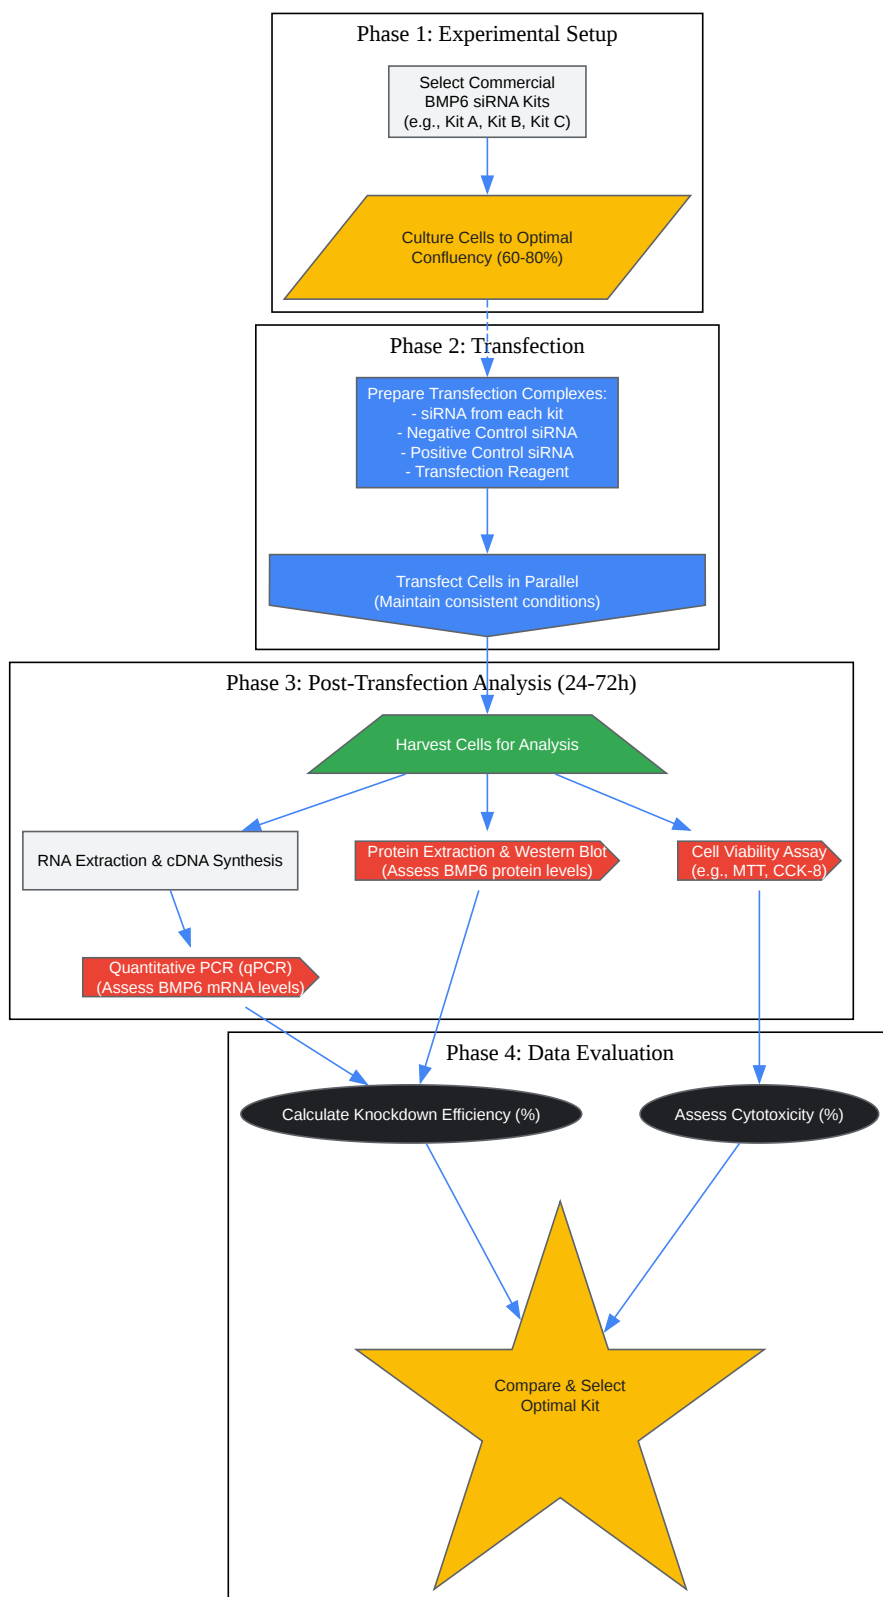 Phase 1: Experimental Setup
Select Commercial
BMP6 siRNA Kits
(e.g., Kit A, Kit B, Kit C)
Culture Cells to Optimal
Confluency (60-80%)
Phase 2: Transfection
Prepare Transfection Complexes:
- siRNA from each kit
- Negative Control siRNA
- Positive Control siRNA
- Transfection Reagent
Transfect Cells in Parallel
(Maintain consistent conditions)
Phase 3: Post-Transfection Analysis (24-72h)
Harvest Cells for Analysis
RNA Extraction & cDNA Synthesis
Protein Extraction & Western Blot
(Assess BMP6 protein levels)
Cell Viability Assay
(e.g., MTT, CCK-8)
Quantitative PCR (qPCR)
(Assess BMP6 mRNA levels)
Phase 4: Data Evaluation
Calculate Knockdown Efficiency (%)
Assess Cytotoxicity (%)
Compare & Select
Optimal Kit